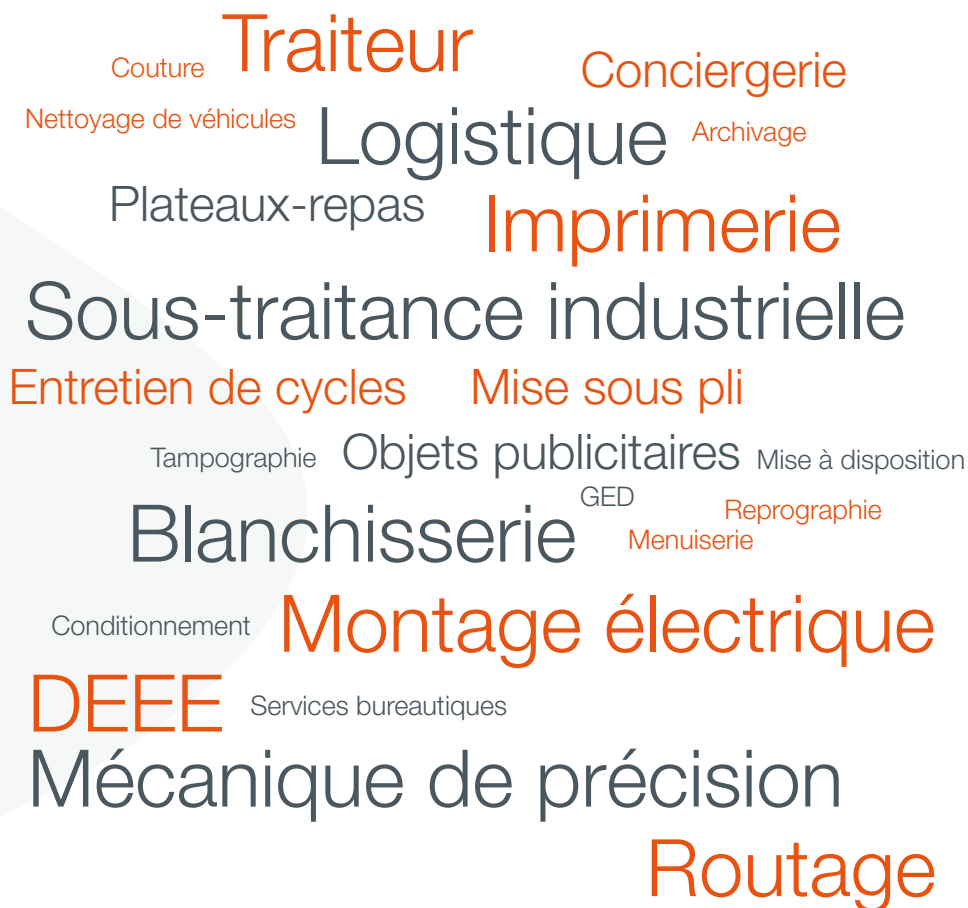 Couture Traiteur Conciergerie
Nettoyage de véhicules Logistique Archivage
Plateaux-repas Imprimerie
Sous-traitance industrielle
Entretien de cycles Mise sous pli
Tampographie Objets publicitaires Mise à disposition
Blanchisserie GED Menuiserie Reprographie
Conditionnement Montage électrique
DEEE Services bureautiques
Mécanique de précision
Routage